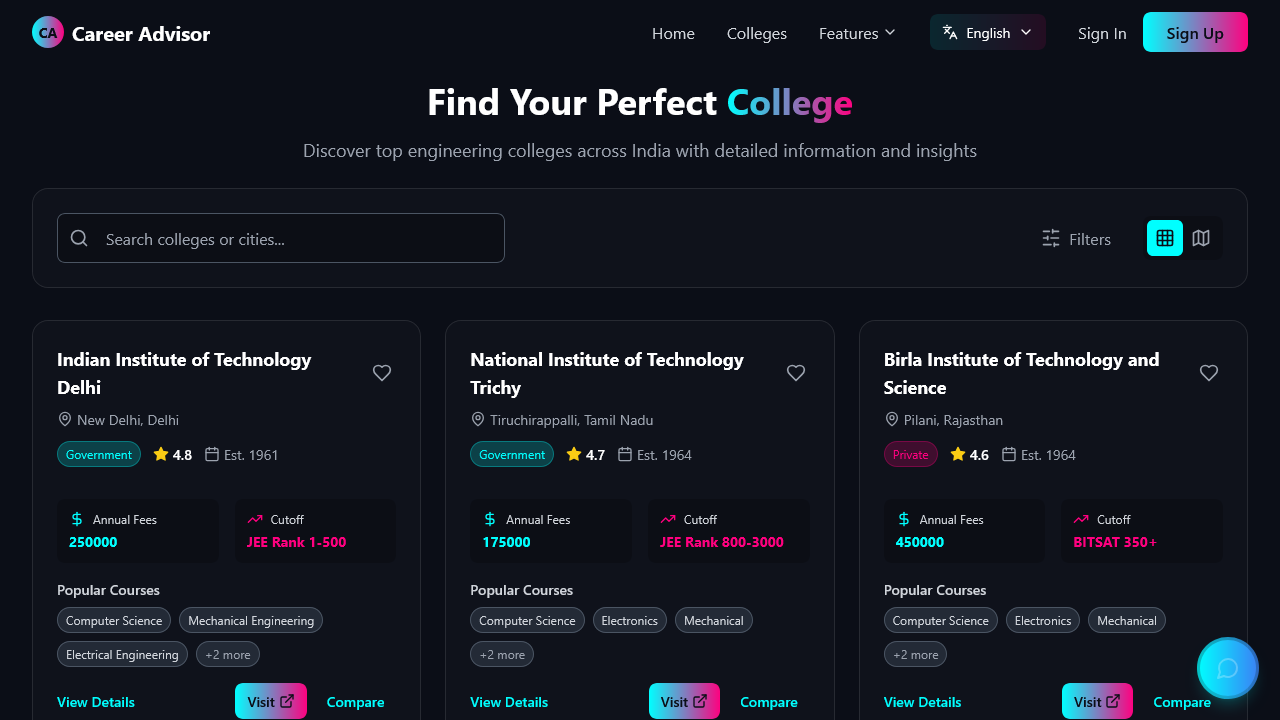 CA Career Advisor Home Colleges Features English Sign In Sign Up
Find Your Perfect College
Discover top engineering colleges across India with detailed information and insights
Search colleges or cities... Filters
Indian Institute of Technology
Delhi
New Delhi, Delhi
Government 4.8 Est. 1961
Annual Fees Cutoff
250000 JEE Rank 1-500
Popular Courses
Computer Science Mechanical Engineering
Electrical Engineering +2 more
View Details Visit Compare
National Institute of Technology
Trichy
Tiruchirappalli, Tamil Nadu
Government 4.7 Est. 1964
Annual Fees Cutoff
175000 JEE Rank 800-3000
Popular Courses
Computer Science Electronics Mechanical
+2 more
View Details Visit Compare
Birla Institute of Technology and
Science
Pilani, Rajasthan
Private 4.6 Est. 1964
Annual Fees Cutoff
450000 BITSAT 350+
Popular Courses
Computer Science Electronics Mechanical
+2 more
View Details Visit Compare